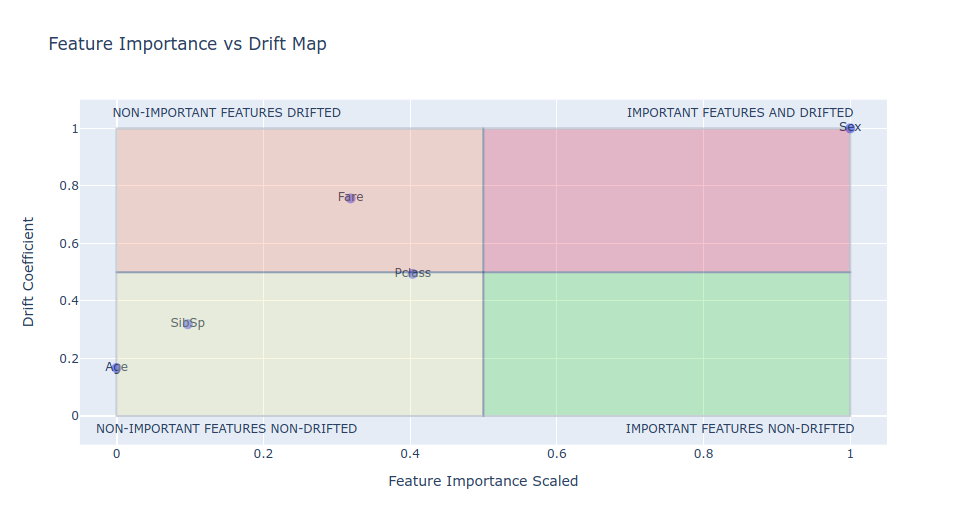 Feature Importance vs Drift Map
NON-IMPORTANT FEATURES DRIFTED
IMPORTANT FEATURES AND DRIFTED
1
Sex
0.8
Fare
0.6
Pclass
0.4
SibSp
0.2
Age
0
NON-IMPORTANT FEATURES NON-DRIFTED
IMPORTANT FEATURES NON-DRIFTED
0
0.2
0.4
0.6
0.8
1
Feature Importance Scaled
Drift Coefficient